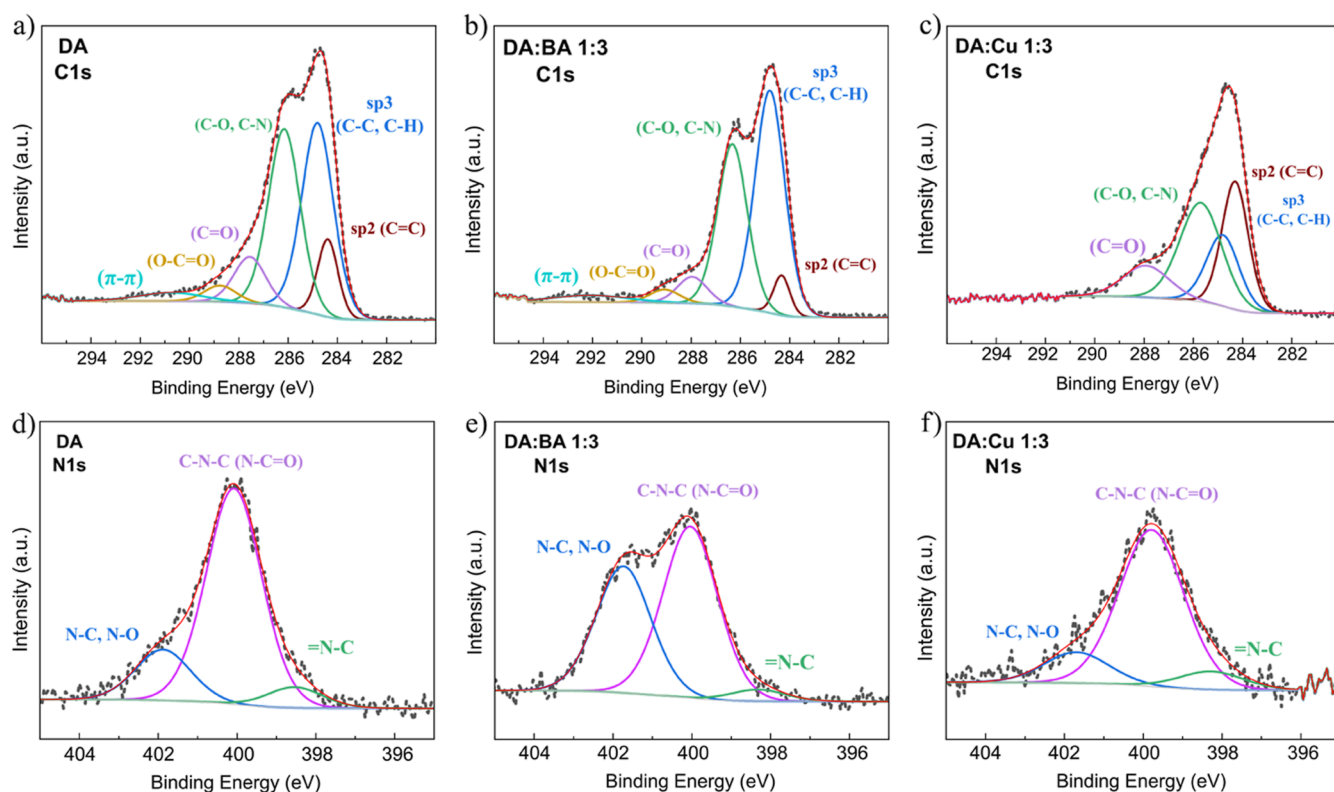 a)
DA
C1s
sp3
(C-C, C-H)
(C-O, C-N)
(C=O)
sp2 (C=C)
(O-C=O)
(π-π)
Intensity (a.u.)
294 292 290 288 286 284 282
Binding Energy (eV)
b)
DA:BA 1:3
C1s
sp3
(C-C, C-H)
(C-O, C-N)
(C=O)
(O-C=O)
(π-π)
sp2 (C=C)
Intensity (a.u.)
294 292 290 288 286 284 282
Binding Energy (eV)
c)
DA:Cu 1:3
C1s
sp2 (C=C)
(C-O, C-N)
sp3
(C-C, C-H)
(C=O)
Intensity (a.u.)
294 292 290 288 286 284 282
Binding Energy (eV)
d)
DA
N1s
C-N-C (N-C=O)
N-C, N-O
=N-C
Intensity (a.u.)
404 402 400 398 396
Binding Energy (eV)
e)
DA:BA 1:3
N1s
C-N-C (N-C=O)
N-C, N-O
=N-C
Intensity (a.u.)
404 402 400 398 396
Binding Energy (eV)
f)
DA:Cu 1:3
N1s
C-N-C (N-C=O)
N-C, N-O
=N-C
Intensity (a.u.)
404 402 400 398 396
Binding Energy (eV)